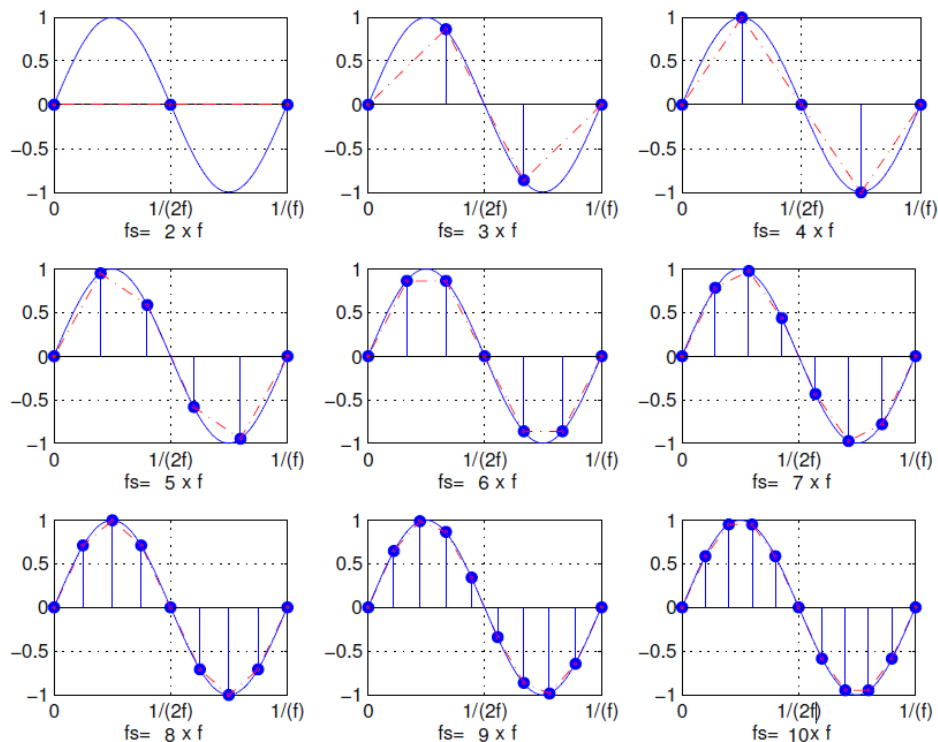 1
0.5
0
−0.5
−1
0 1/(2f) 1/(f)
fs= 2 x f
1
0.5
0
−0.5
−1
0 1/(2f) 1/(f)
fs= 3 x f
1
0.5
0
−0.5
−1
0 1/(2f) 1/(f)
fs= 4 x f
1
0.5
0
−0.5
−1
0 1/(2f) 1/(f)
fs= 5 x f
1
0.5
0
−0.5
−1
0 1/(2f) 1/(f)
fs= 6 x f
1
0.5
0
−0.5
−1
0 1/(2f) 1/(f)
fs= 7 x f
1
0.5
0
−0.5
−1
0 1/(2f) 1/(f)
fs= 8 x f
1
0.5
0
−0.5
−1
0 1/(2f) 1/(f)
fs= 9 x f
1
0.5
0
−0.5
−1
0 1/(2f) 1/(f)
fs= 10x f